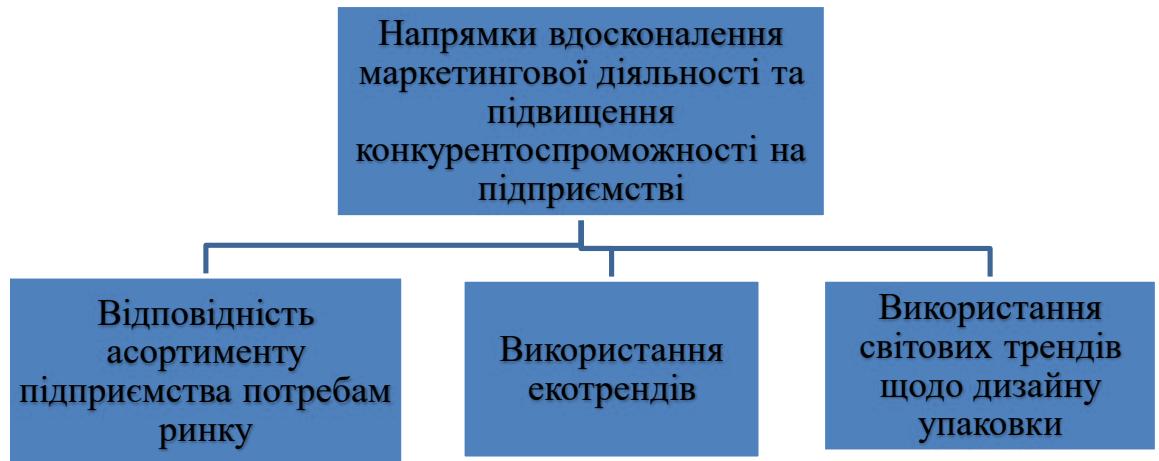 Напрямки вдосконалення
маркетингової діяльності та
підвищення
конкурентоспроможності на
підприємстві
Відповідність
асортименту
підприємства потребам
ринку
Використання
екотрендів
Використання
світових трендів
щодо дизайну
упаковки